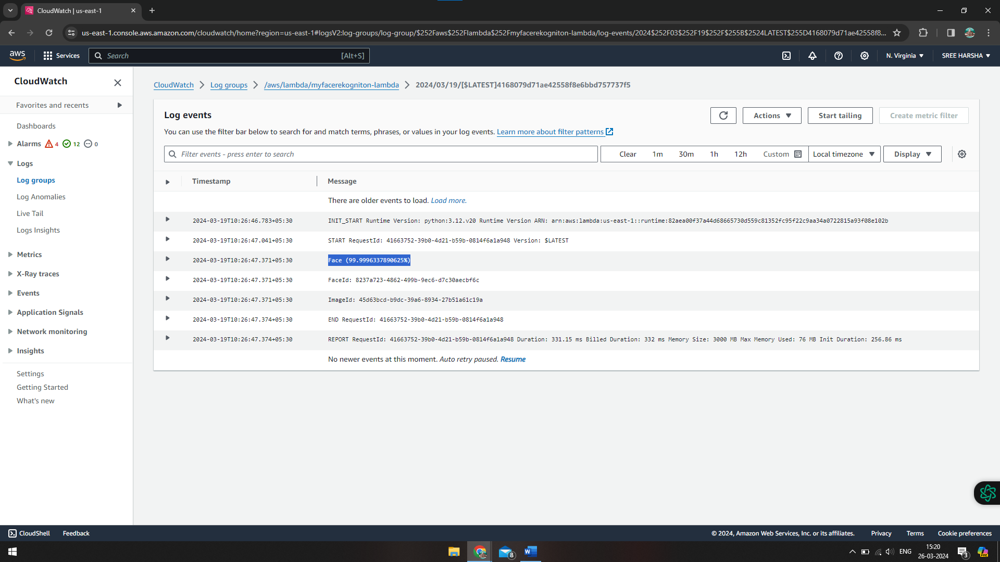 CloudWatch | us-east-1
us-east-1.console.aws.amazon.com/cloudwatch/home?region=us-east-1#logsV2:log-groups/log-group/$252Faws$252Flambda$252Fmyfacerekogniton-lambda/log-events/2024$252F03$252F19$252F$255B$2524LATEST$255D4168079d71ae42558f8...
aws Services Search [Alt+S] N. Virginia SREE HARSHA
CloudWatch
Favorites and recents
Dashboards
Alarms 4 12 0
Logs
Log groups
Log Anomalies
Live Tail
Logs Insights
Metrics
X-Ray traces
Events
Application Signals
Network monitoring
Insights
Settings
Getting Started
What's new
CloudWatch Log groups /aws/lambda/myfacerekogniton-lambda 2024/03/19/[$LATEST]4168079d71ae42558f8e6bbd757737f5
Log events
Actions Start tailing Create metric filter
You can use the filter bar below to search for and match terms, phrases, or values in your log events. Learn more about filter patterns
Filter events - press enter to search Clear 1m 30m 1h 12h Custom Local timezone Display
Timestamp Message
There are older events to load. Load more.
2024-03-19T10:26:46.783+05:30 INIT_START Runtime Version: python:3.12.v20 Runtime Version ARN: arn:aws:lambda:us-east-1::runtime:82aea00f37a44d68665730d559c81352fc95f22c9aa34a0722815a93f08e102b
2024-03-19T10:26:47.041+05:30 START RequestId: 41663752-39b0-4d21-b59b-0814f6a1a948 Version: $LATEST
2024-03-19T10:26:47.371+05:30 Face (99.9996337890625%)
2024-03-19T10:26:47.371+05:30 FaceId: 8237a723-4862-499b-9ec6-d7c30aecbf6c
2024-03-19T10:26:47.371+05:30 ImageId: 45d63bcd-b9dc-39a6-8934-27b51a61c19a
2024-03-19T10:26:47.374+05:30 END RequestId: 41663752-39b0-4d21-b59b-0814f6a1a948
2024-03-19T10:26:47.374+05:30 REPORT RequestId: 41663752-39b0-4d21-b59b-0814f6a1a948 Duration: 331.15 ms Billed Duration: 332 ms Memory Size: 3000 MB Max Memory Used: 76 MB Init Duration: 256.86 ms
No newer events at this moment. Auto retry paused. Resume
CloudShell Feedback © 2024, Amazon Web Services, Inc. or its affiliates. Privacy Terms Cookie preferences
8 W ENG 15:20 3 PRE
26-03-2024